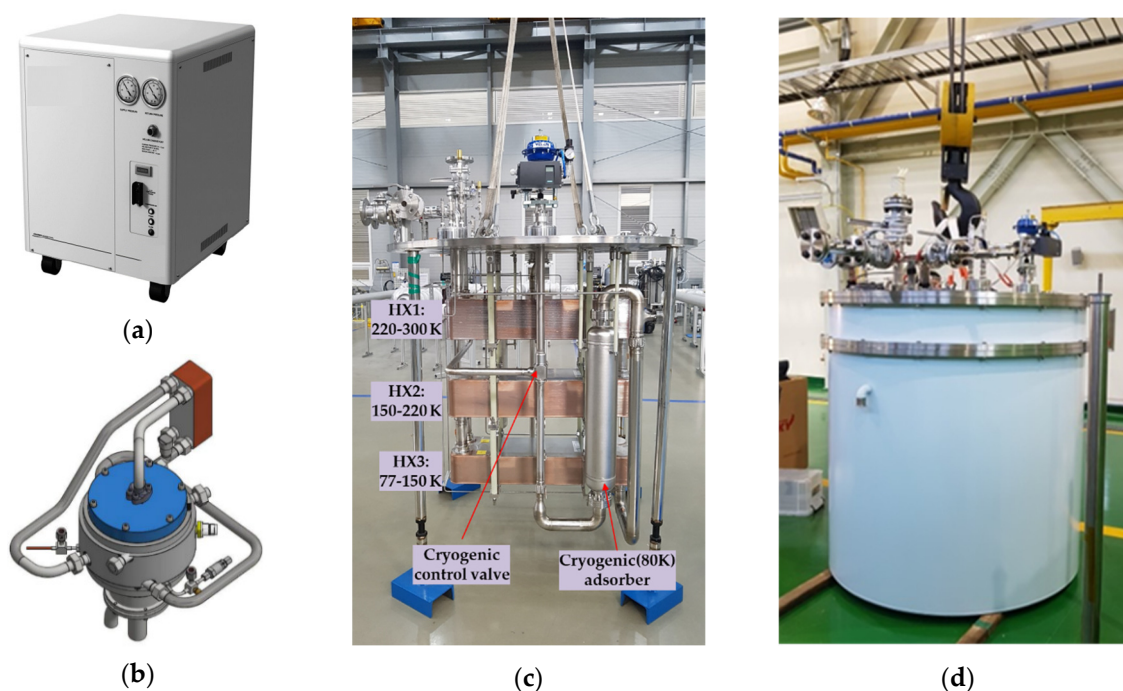 (a)
(b)
HX1:
220-300 K
HX2:
150-220 K
HX3:
77-150 K
Cryogenic
control valve
Cryogenic(80K)
adsorber
(c)
(d)